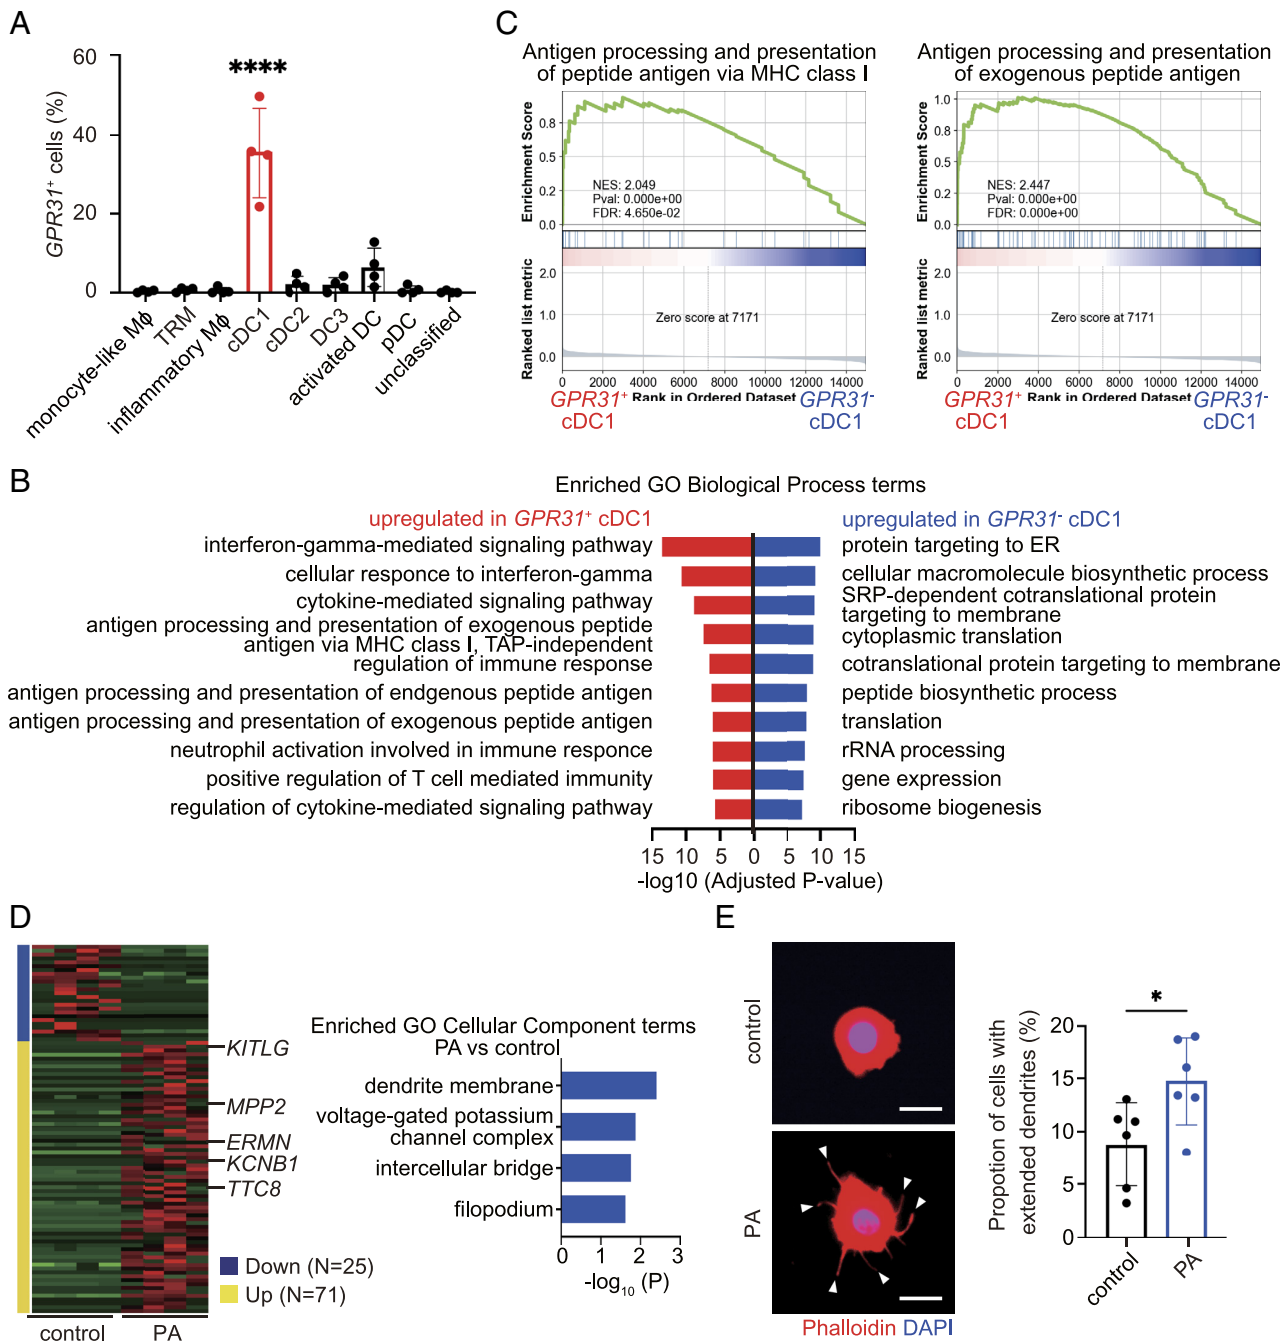 A
60
40
20
0
GPR31+ cells (%)
****
monocyte-like Mϕ
TRM
inflammatory Mϕ
cDC1
cDC2
DC3
activated DC
pDC
unclassified
C
Antigen processing and presentation
of peptide antigen via MHC class I
Enrichment Score
0.8
0.5
0.2
0.0
NES: 2.049
Pval: 0.000e+00
FDR: 4.650e-02
Ranked list metric
2.0
1.0
0.0
Zero score at 7171
0 2000 4000 6000 8000 10000 12000 14000
GPR31+ Rank in Ordered Dataset GPR31-
cDC1 cDC1
Antigen processing and presentation
of exogenous peptide antigen
Enrichment Score
1.0
0.8
0.5
0.2
0.0
NES: 2.447
Pval: 0.000e+00
FDR: 0.000e+00
Ranked list metric
2.0
1.0
0.0
Zero score at 7171
0 2000 4000 6000 8000 10000 12000 14000
GPR31+ Rank in Ordered Dataset GPR31-
cDC1 cDC1
B
Enriched GO Biological Process terms
upregulated in GPR31+ cDC1
interferon-gamma-mediated signaling pathway
cellular responce to interferon-gamma
cytokine-mediated signaling pathway
antigen processing and presentation of exogenous peptide
antigen via MHC class I, TAP-independent
regulation of immune response
antigen processing and presentation of endgenous peptide antigen
antigen processing and presentation of exogenous peptide antigen
neutrophil activation involved in immune responce
positive regulation of T cell mediated immunity
regulation of cytokine-mediated signaling pathway
upregulated in GPR31- cDC1
protein targeting to ER
cellular macromolecule biosynthetic process
SRP-dependent cotranslational protein
targeting to membrane
cytoplasmic translation
cotranslational protein targeting to membrane
peptide biosynthetic process
translation
rRNA processing
gene expression
ribosome biogenesis
15 10 5 0 5 10 15
-log10 (Adjusted P-value)
D
KITLG
MPP2
ERMN
KCNB1
TTC8
Down (N=25)
Up (N=71)
control PA
Enriched GO Cellular Component terms
PA vs control
dendrite membrane
voltage-gated potassium
channel complex
intercellular bridge
filopodium
0 1 2 3
-log10 (P)
E
control
PA
Phalloidin DAPI
Propotion of cells with
extended dendrites (%)
20
15
10
5
0
*
control
PA